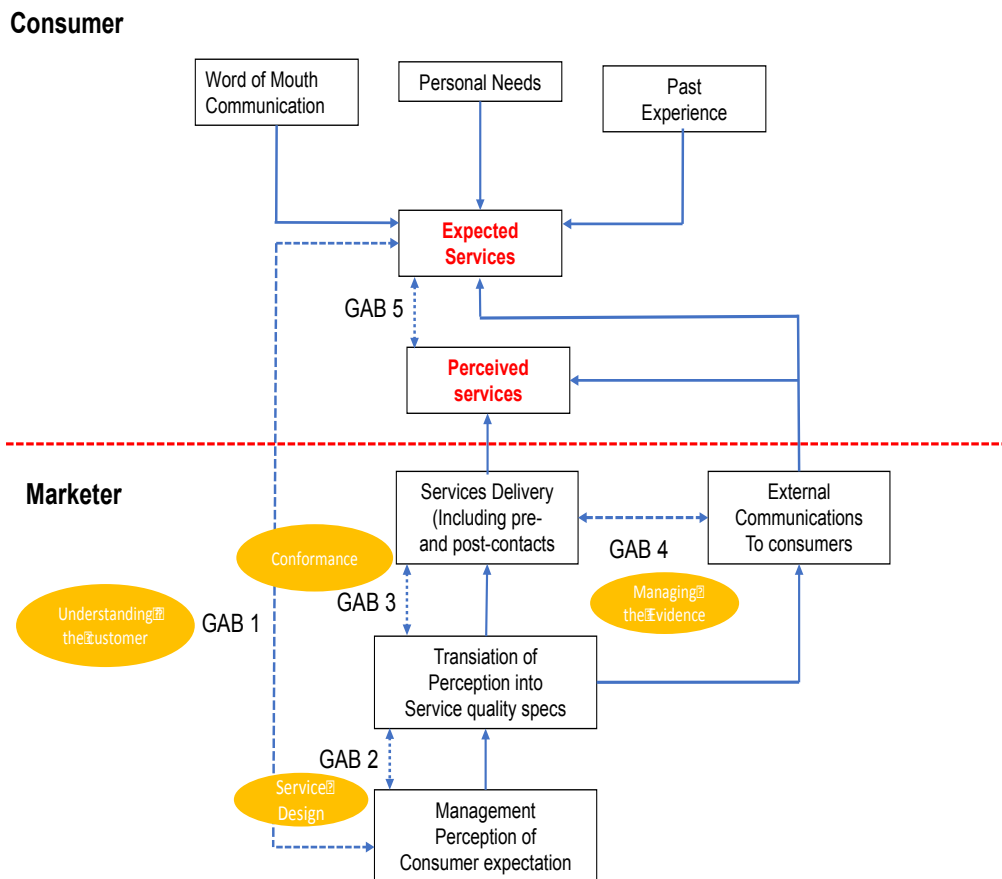 Consumer
Word of Mouth
Communication
Personal Needs
Past
Experience
Expected
Services
GAB 5
Perceived
services
Marketer
Services Delivery
(Including pre-
and post-contacts
External
Communications
To consumers
Conformance
GAB 4
GAB 3
Managing
the Evidence
Understanding
the customer
GAB 1
Transiation of
Perception into
Service quality specs
GAB 2
Service
Design
Management
Perception of
Consumer expectation